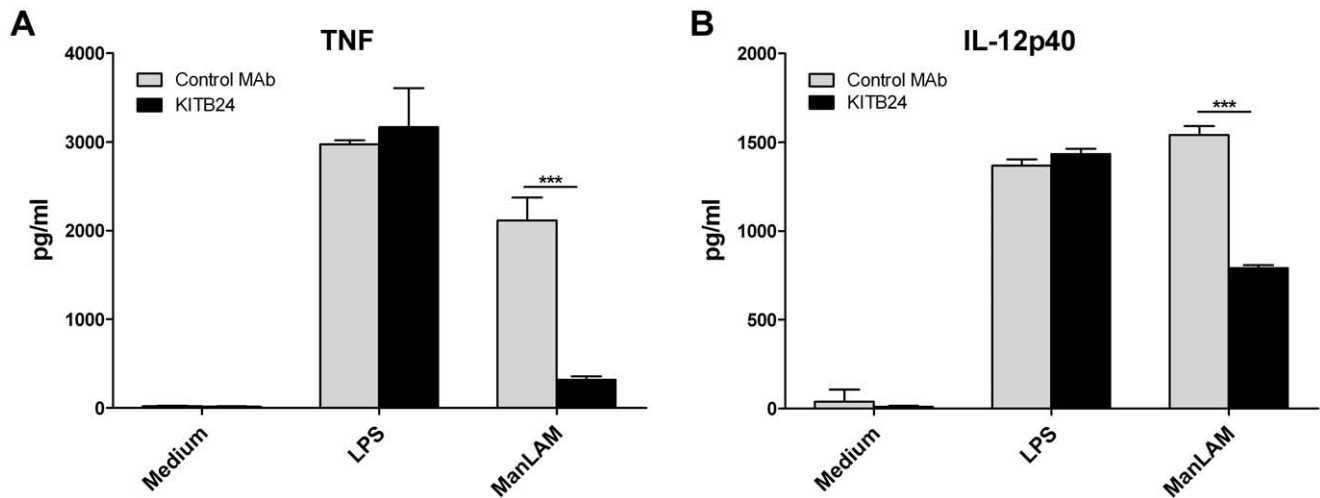 A
TNF
4000
3000
2000
1000
0
pg/ml
Control MAb
KITB24
***
Medium
LPS
ManLAM
B
IL-12p40
2000
1500
1000
500
0
pg/ml
Control MAb
KITB24
***
Medium
LPS
ManLAM